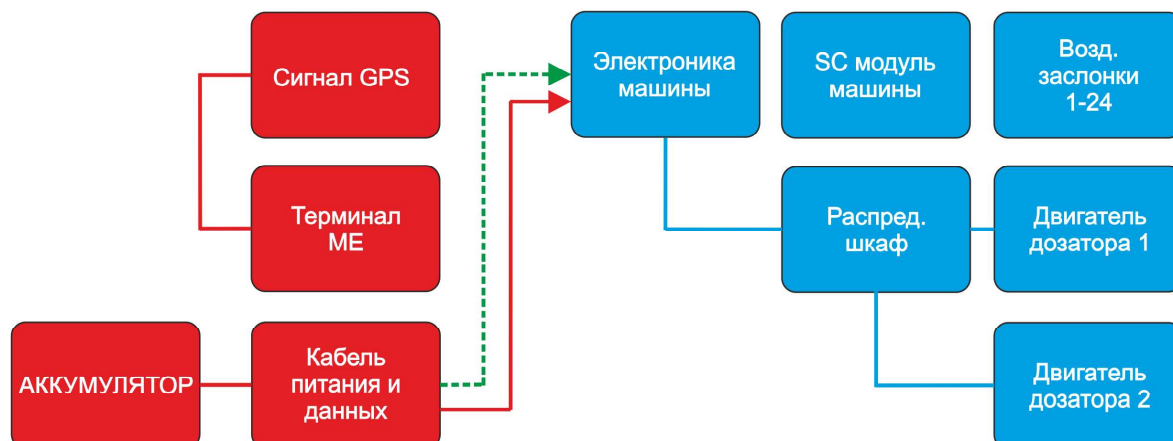 Сигнал GPS
Электроника
машины
SC модуль
машины
Возд.
заслонки
1-24
Терминал
ME
Распред.
шкаф
Двигатель
дозатора 1
АККУМУЛЯТОР
Кабель
питания и
данных
Двигатель
дозатора 2